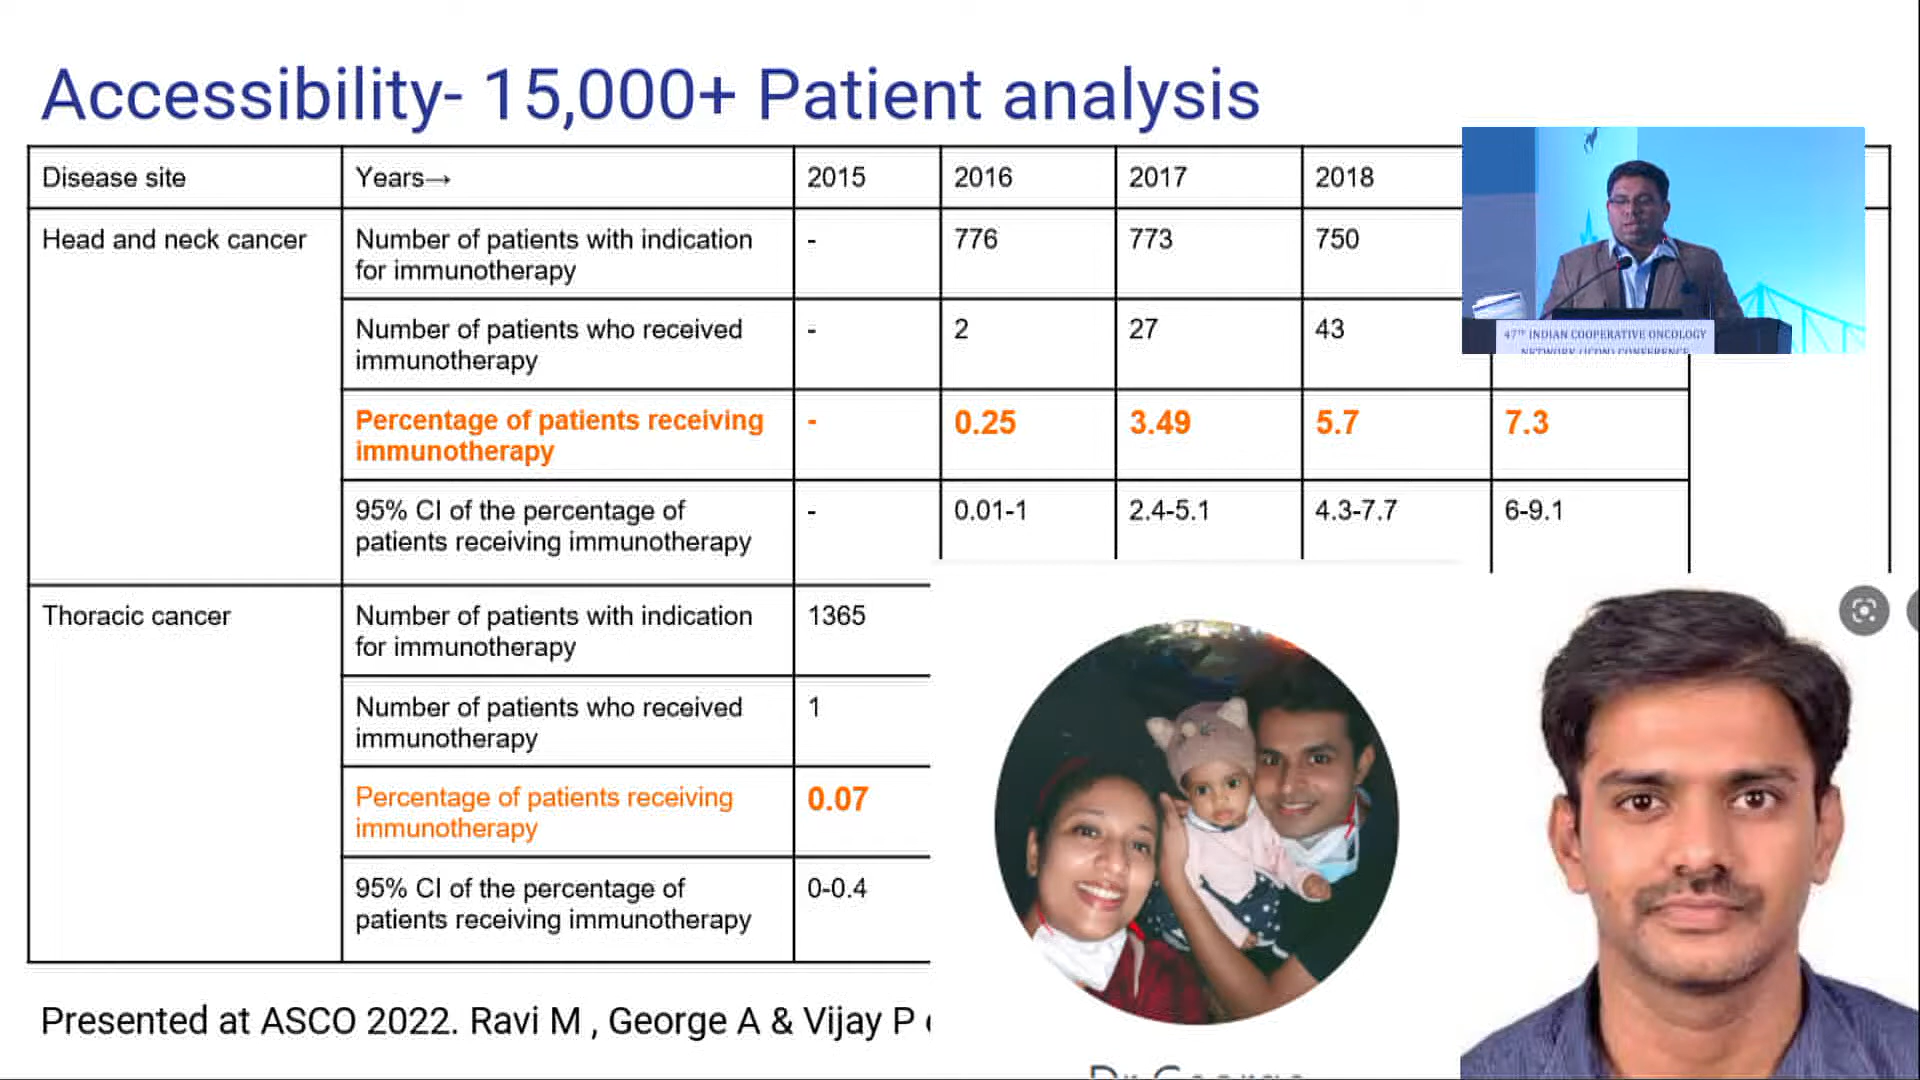 Accessibility- 15,000+ Patient analysis
Disease site Years→ 2015 2016 2017 2018
Head and neck cancer Number of patients with indication for immunotherapy - 776 773 750
Number of patients who received immunotherapy - 2 27 43
Percentage of patients receiving immunotherapy - 0.25 3.49 5.7 7.3
95% CI of the percentage of patients receiving immunotherapy - 0.01-1 2.4-5.1 4.3-7.7 6-9.1
Thoracic cancer Number of patients with indication for immunotherapy 1365
Number of patients who received immunotherapy 1
Percentage of patients receiving immunotherapy 0.07
95% CI of the percentage of patients receiving immunotherapy 0-0.4
Presented at ASCO 2022. Ravi M , George A & Vijay P
47TH INDIAN COOPERATIVE ONCOLOGY
NETWORK (ICON) CONFERENCE
Dr George